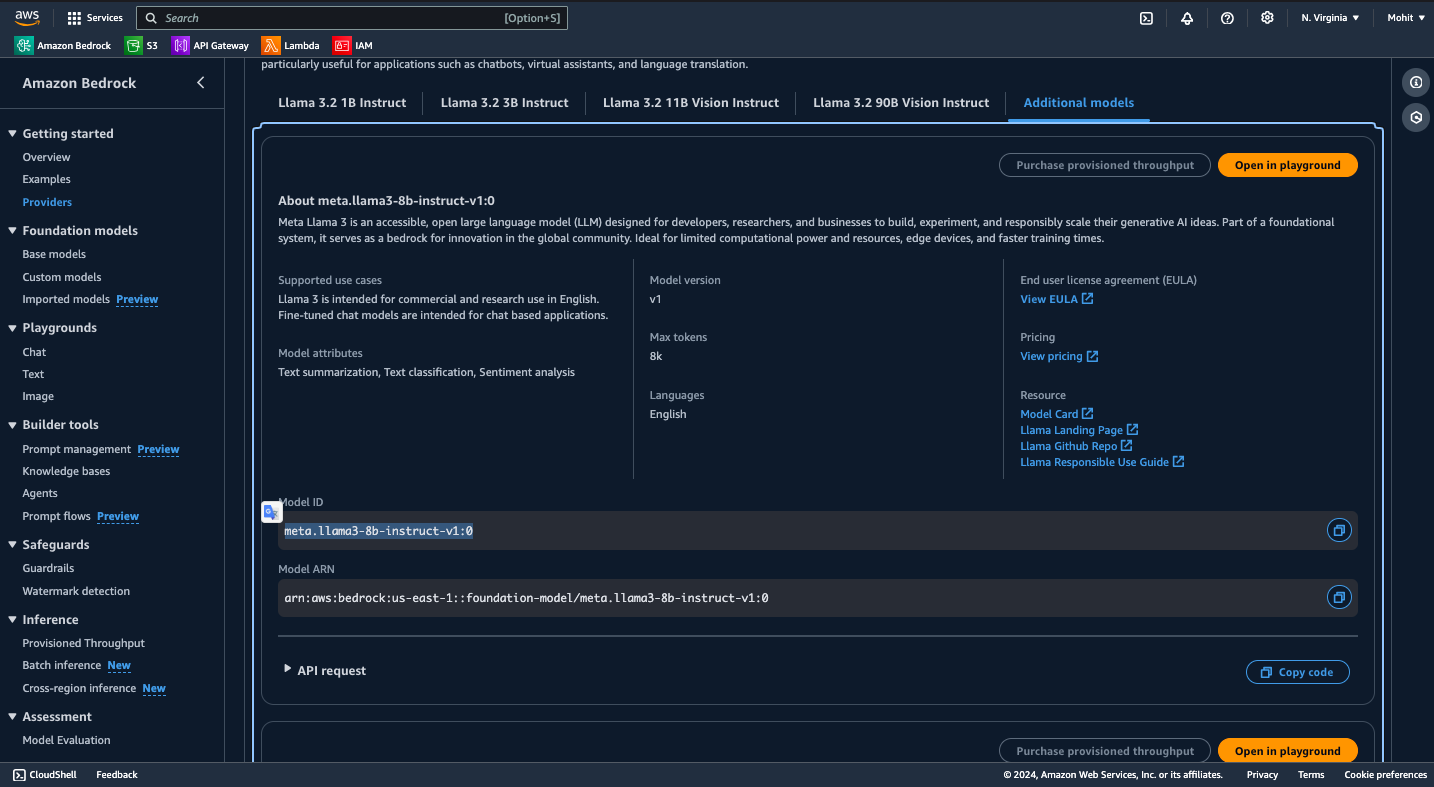 aws
Services
Search
[Option+S]
N. Virginia
Mohit
Amazon Bedrock
S3
API Gateway
Lambda
IAM
Amazon Bedrock
Getting started
Overview
Examples
Providers
Foundation models
Base models
Custom models
Imported models Preview
Playgrounds
Chat
Text
Image
Builder tools
Prompt management Preview
Knowledge bases
Agents
Prompt flows Preview
Safeguards
Guardrails
Watermark detection
Inference
Provisioned Throughput
Batch inference New
Cross-region inference New
Assessment
Model Evaluation
particularly useful for applications such as chatbots, virtual assistants, and language translation.
Llama 3.2 1B Instruct
Llama 3.2 3B Instruct
Llama 3.2 11B Vision Instruct
Llama 3.2 90B Vision Instruct
Additional models
Purchase provisioned throughput
Open in playground
About meta.llama3-8b-instruct-v1:0
Meta Llama 3 is an accessible, open large language model (LLM) designed for developers, researchers, and businesses to build, experiment, and responsibly scale their generative AI ideas. Part of a foundational
system, it serves as a bedrock for innovation in the global community. Ideal for limited computational power and resources, edge devices, and faster training times.
Supported use cases
Llama 3 is intended for commercial and research use in English.
Fine-tuned chat models are intended for chat based applications.
Model attributes
Text summarization, Text classification, Sentiment analysis
Model version
v1
Max tokens
8k
Languages
English
End user license agreement (EULA)
View EULA
Pricing
View pricing
Resource
Model Card
Llama Landing Page
Llama Github Repo
Llama Responsible Use Guide
Model ID
meta.llama3-8b-instruct-v1:0
Model ARN
arn:aws:bedrock:us-east-1::foundation-model/meta.llama3-8b-instruct-v1:0
API request
Copy code
Purchase provisioned throughput
Open in playground
CloudShell
Feedback
© 2024, Amazon Web Services, Inc. or its affiliates.
Privacy
Terms
Cookie preferences